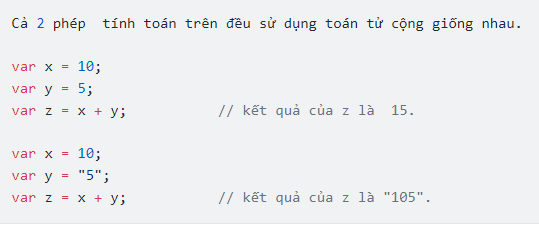 Cả 2 phép  tính toán trên đều sử dụng toán tử cộng giống nhau.
var x = 10;
var y = 5;
var z = x + y;           // kết quả của z là  15.
var x = 10;
var y = "5";
var z = x + y;           // kết quả của z là "105".